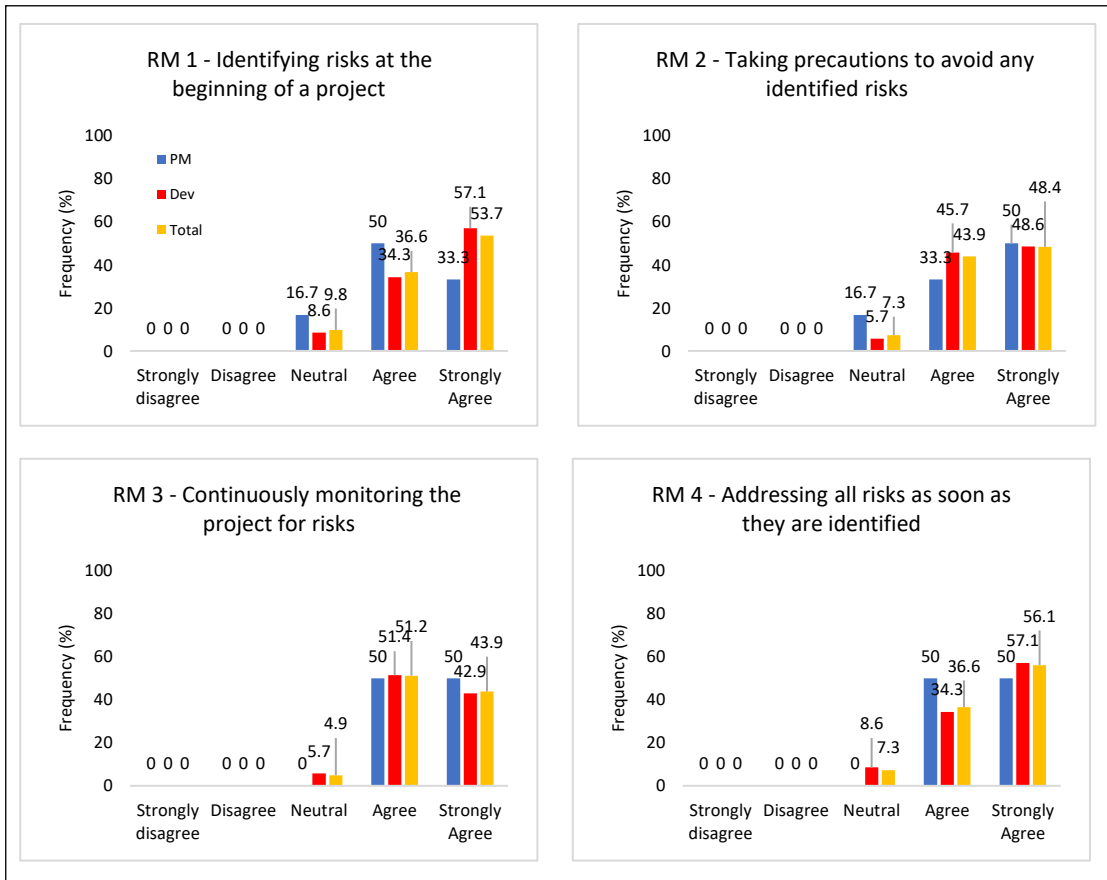 RM 1 - Identifying risks at the
beginning of a project
Frequency (%)
100
80
60
40
20
0
PM
Dev
Total
0 0 0
0 0 0
16.7
8.6
9.8
50
34.3
36.6
33.3
57.1
53.7
Strongly
disagree
Disagree
Neutral
Agree
Strongly
Agree
RM 2 - Taking precautions to avoid any
identified risks
Frequency (%)
100
80
60
40
20
0
0 0 0
0 0 0
16.7
5.7
7.3
33.3
45.7
43.9
50
48.6
48.4
Strongly
disagree
Disagree
Neutral
Agree
Strongly
Agree
RM 3 - Continuously monitoring the
project for risks
Frequency (%)
100
80
60
40
20
0
0 0 0
0 0 0
0
5.7
4.9
50
51.4
51.2
50
42.9
43.9
Strongly
disagree
Disagree
Neutral
Agree
Strongly
Agree
RM 4 - Addressing all risks as soon as
they are identified
Frequency (%)
100
80
60
40
20
0
0 0 0
0 0 0
0
8.6
7.3
50
34.3
36.6
50
57.1
56.1
Strongly
disagree
Disagree
Neutral
Agree
Strongly
Agree